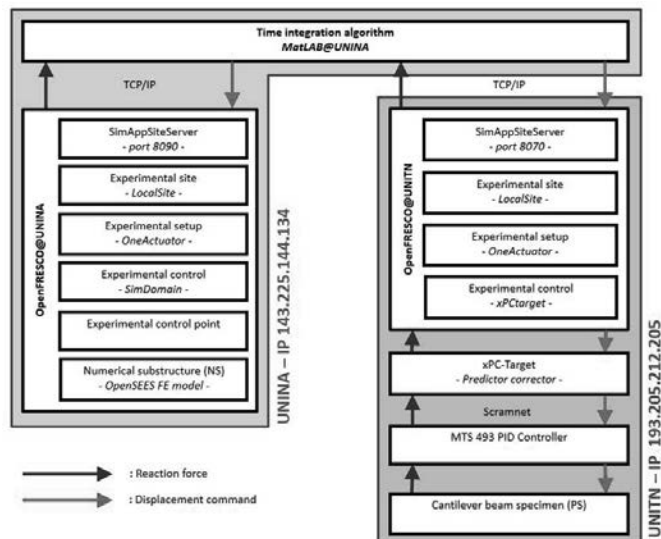 Time integration algorithm
MatLAB@UNINA
TCP/IP
TCP/IP
OpenFRESCO@UNINA
SimAppSiteServer
- port 8090 -
Experimental site
- LocalSite -
Experimental setup
- OneActuator -
Experimental control
- SimDomain -
Experimental control point
Numerical substructure (NS)
- OpenSEES FE model -
UNINA – IP 143.225.144.134
OpenFRESCO@UNITN
SimAppSiteServer
- port 8070 -
Experimental site
- LocalSite -
Experimental setup
- OneActuator -
Experimental control
- xPCtarget -
xPC-Target
- Predictor corrector -
Scramnet
MTS 493 PID Controller
Cantilever beam specimen (PS)
UNITN – IP 193.205.212.205
: Reaction force
: Displacement command